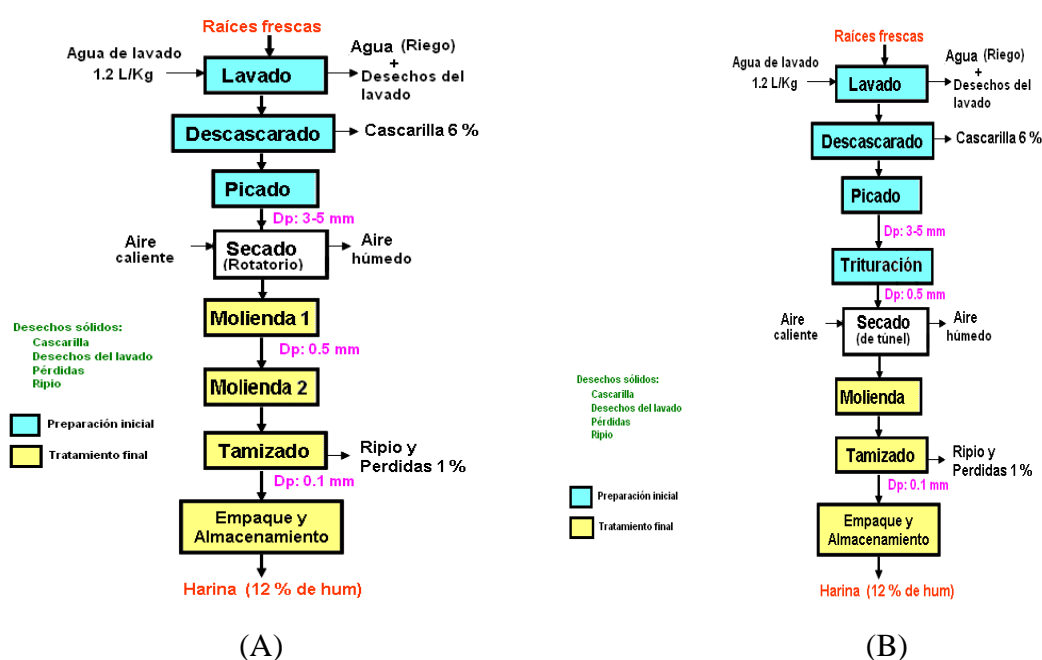 Raíces frescas
Agua de lavado
1.2 L/Kg
Lavado
Agua (Riego)
+
Desechos del
lavado
Descascarado
Cascarilla 6 %
Picado
Dp: 3-5 mm
Aire
caliente
Secado
(Rotatorio)
Aire
húmedo
Molienda 1
Dp: 0.5 mm
Molienda 2
Tamizado
Ripio y
Perdidas 1 %
Dp: 0.1 mm
Empaque y
Almacenamiento
Harina (12 % de hum)
Desechos sólidos:
Cascarilla
Desechos del lavado
Pérdidas
Ripio
Preparación inicial
Tratamiento final
(A)
Raíces frescas
Agua de lavado
1.2 L/Kg
Lavado
Agua (Riego)
+
Desechos del
lavado
Descascarado
Cascarilla 6 %
Picado
Dp: 3-5 mm
Trituración
Dp: 0.5 mm
Aire
caliente
Secado
(de túnel)
Aire
húmedo
Molienda
Tamizado
Ripio y
Perdidas 1 %
Dp: 0.1 mm
Empaque y
Almacenamiento
Harina (12 % de hum)
Desechos sólidos:
Cascarilla
Desechos del lavado
Pérdidas
Ripio
Preparación inicial
Tratamiento final
(B)